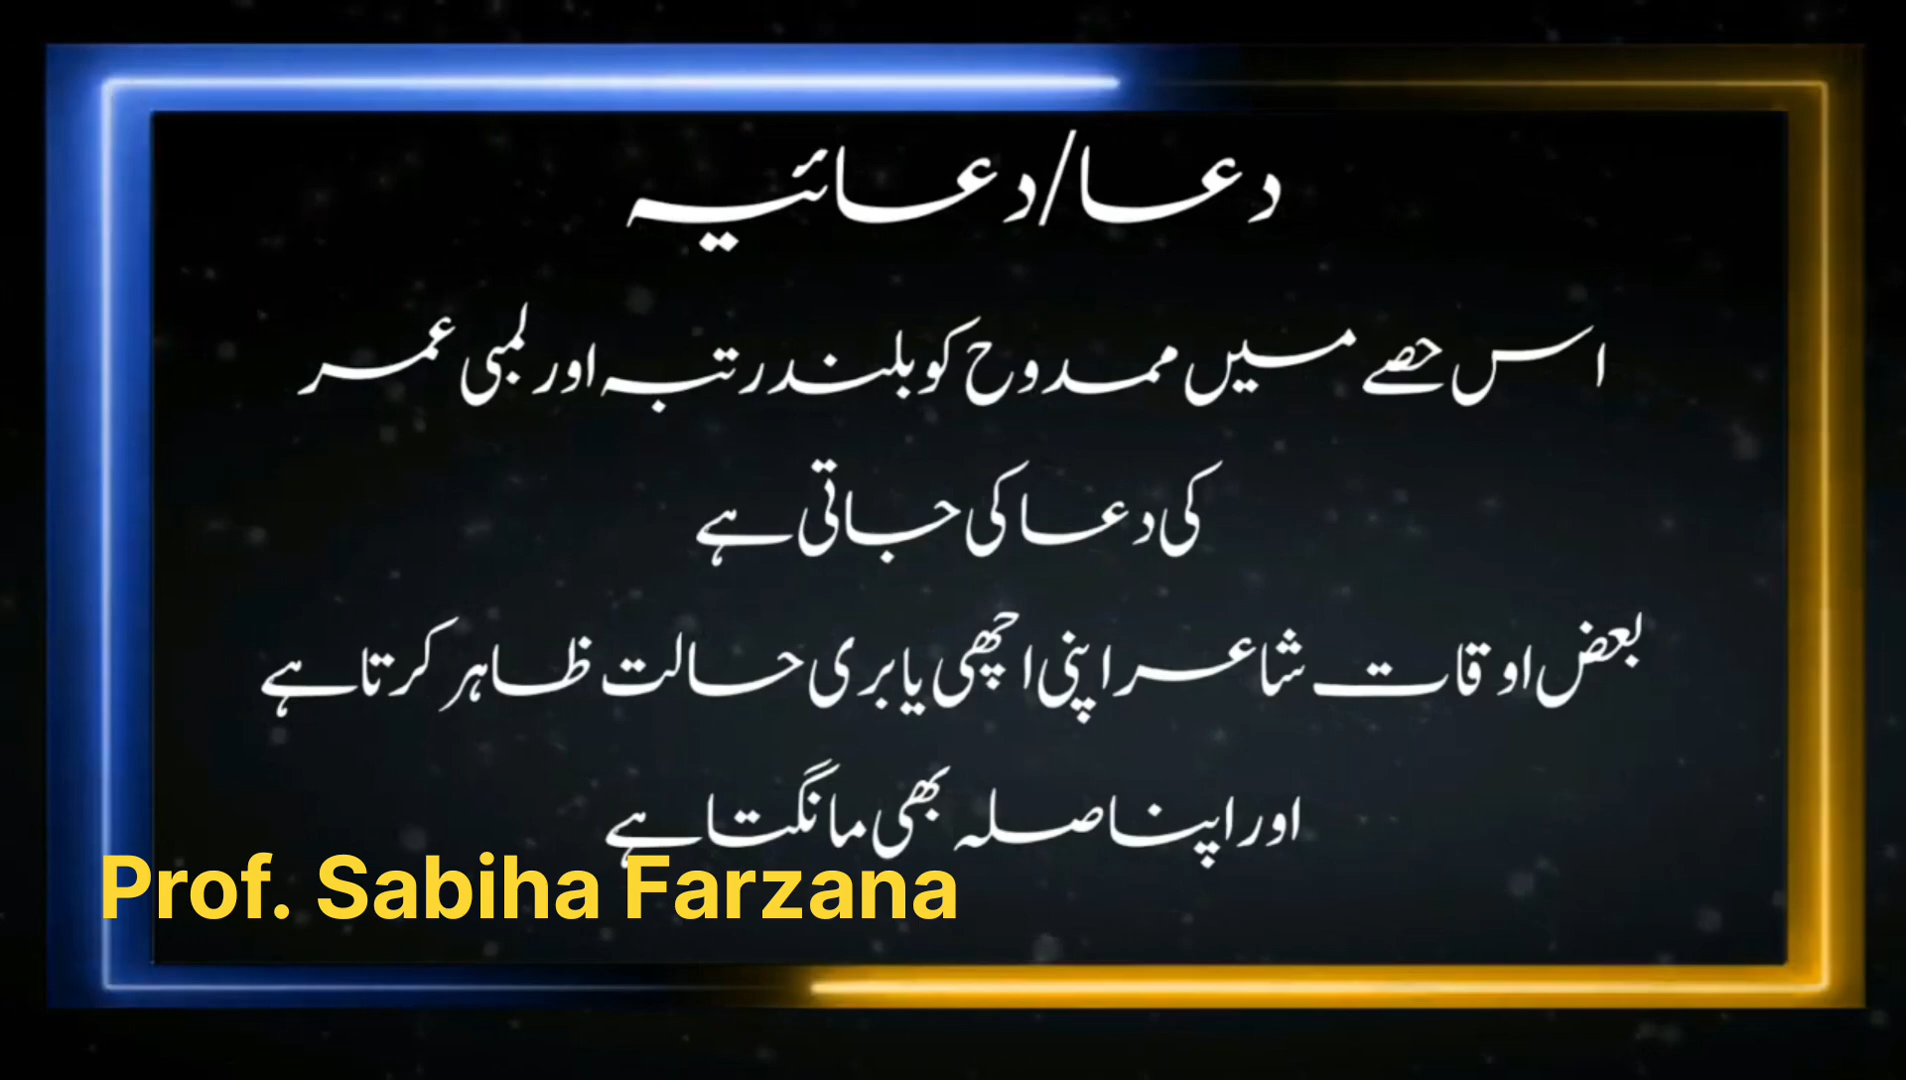 دعا/دعائیہ
اس حصے میں ممدوح کو بلند رتبہ اور لمبی عمر
کی دعا کی جاتی ہے
بعض اوقات شاعر اپنی اچھی یا بری حالت ظاہر کرتا ہے
اور اپنا صلہ بھی مانگتا ہے
Prof. Sabiha Farzana